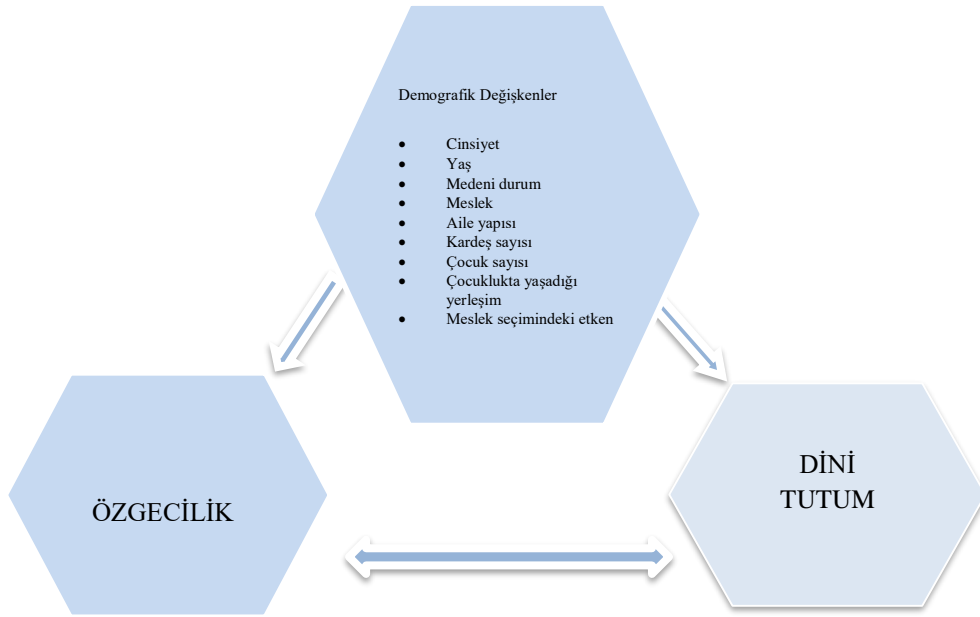 Demografik Değişkenler
• Cinsiyet
• Yaş
• Medeni durum
• Meslek
• Aile yapısı
• Kardeş sayısı
• Çocuk sayısı
• Çocuklukta yaşadığı
yerleşim
• Meslek seçimindeki etken
ÖZGECİLİK
DİNİ
TUTUM